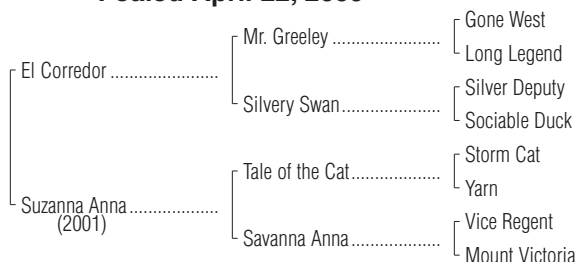 Gone West
Mr. Greeley ......................
Long Legend
El Corredor ......................
Silver Deputy
Silvery Swan......................
Sociable Duck
Storm Cat
Tale of the Cat..................
Yarn
Suzanna Anna ..................
(2001)
Vice Regent
Savanna Anna ..................
Mount Victoria